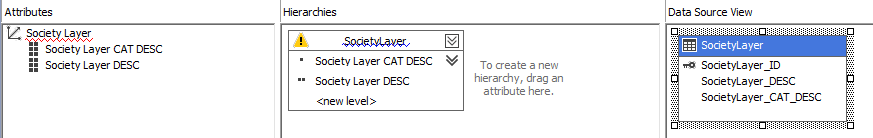 Attributes
Society Layer
Society Layer CAT DESC
Society Layer DESC
Hierarchies
SocietyLayer
Society Layer CAT DESC
Society Layer DESC
<new level>
To create a new
hierarchy, drag an
attribute here.
Data Source View
SocietyLayer
SocietyLayer_ID
SocietyLayer_DESC
SocietyLayer_CAT_DESC